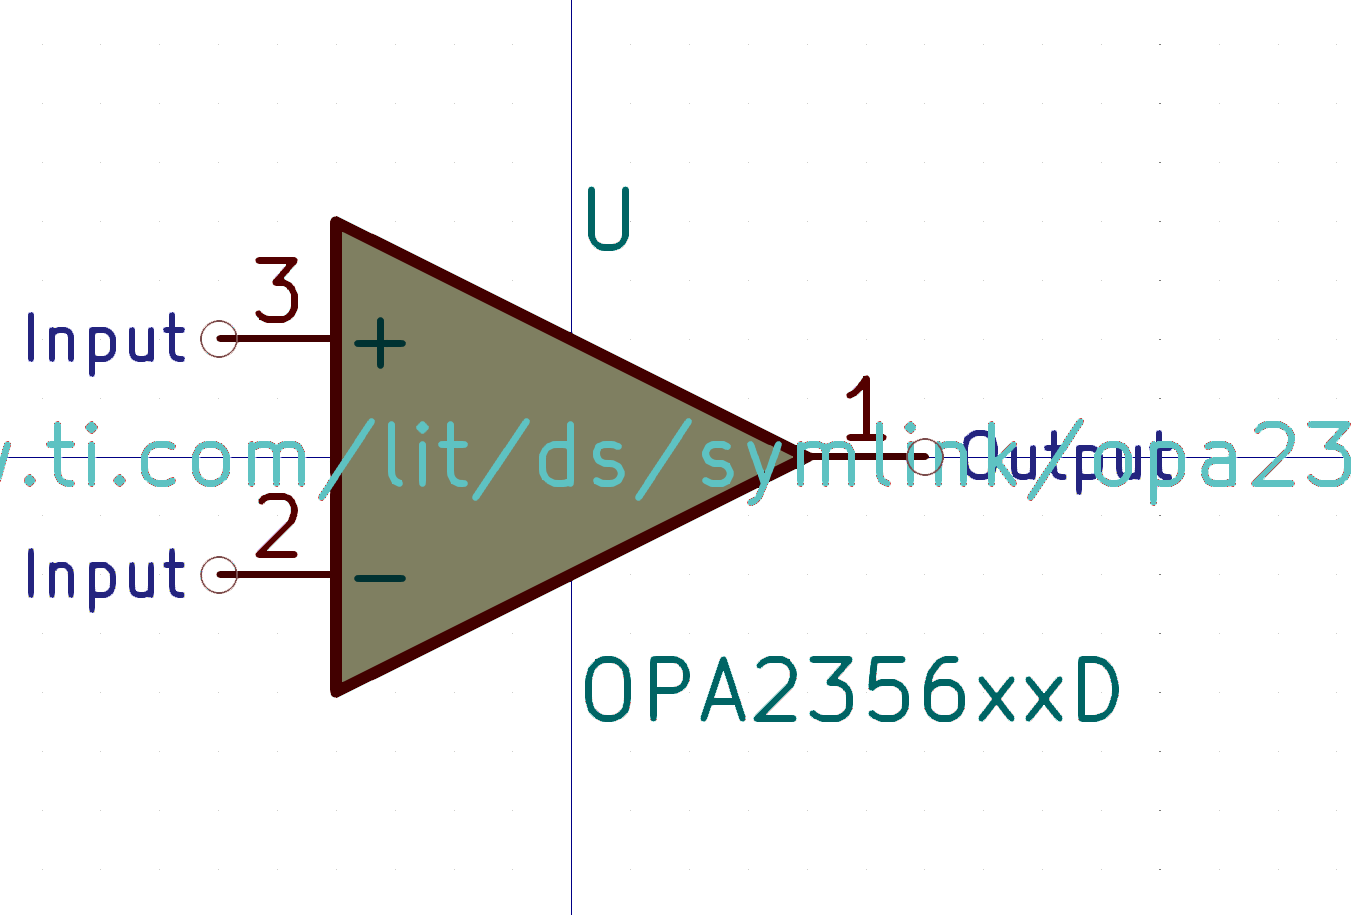 U
3
Input
+
1
.ti.com/lit/ds/symlink/opa23
Output
2
Input
−
OPA2356xxD